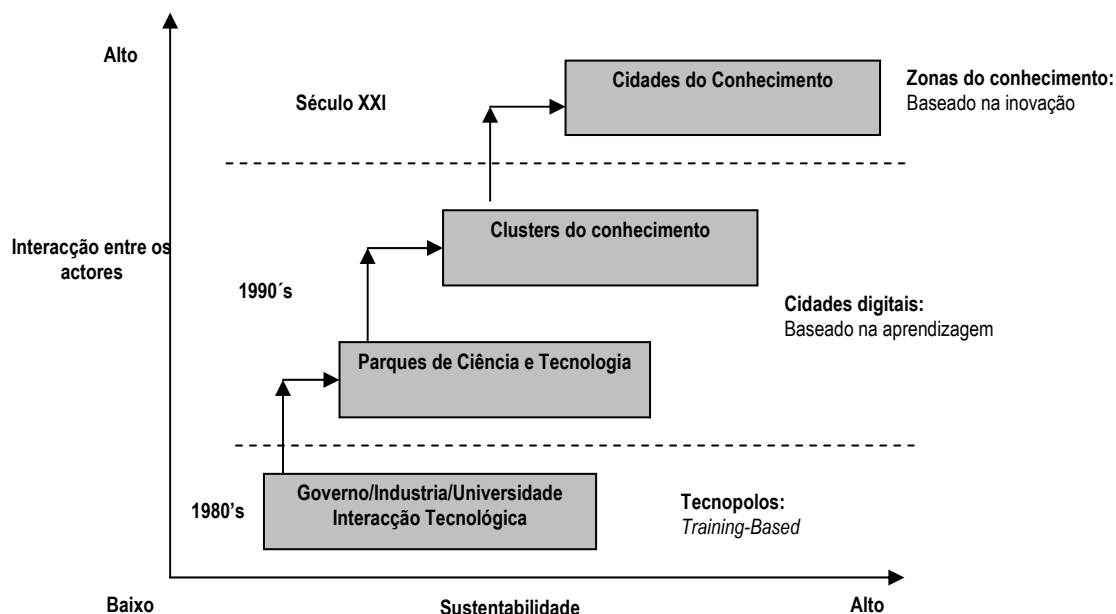 Alto
Cidades do Conhecimento
Zonas do conhecimento:
Baseado na inovação
Século XXI
Clusters do conhecimento
Interacção entre os
actores
1990´s
Cidades digitais:
Baseado na aprendizagem
Parques de Ciência e Tecnologia
Governo/Industria/Universidade
Interacção Tecnológica
1980's
Tecnopolos:
Training-Based
Baixo
Sustentabilidade
Alto